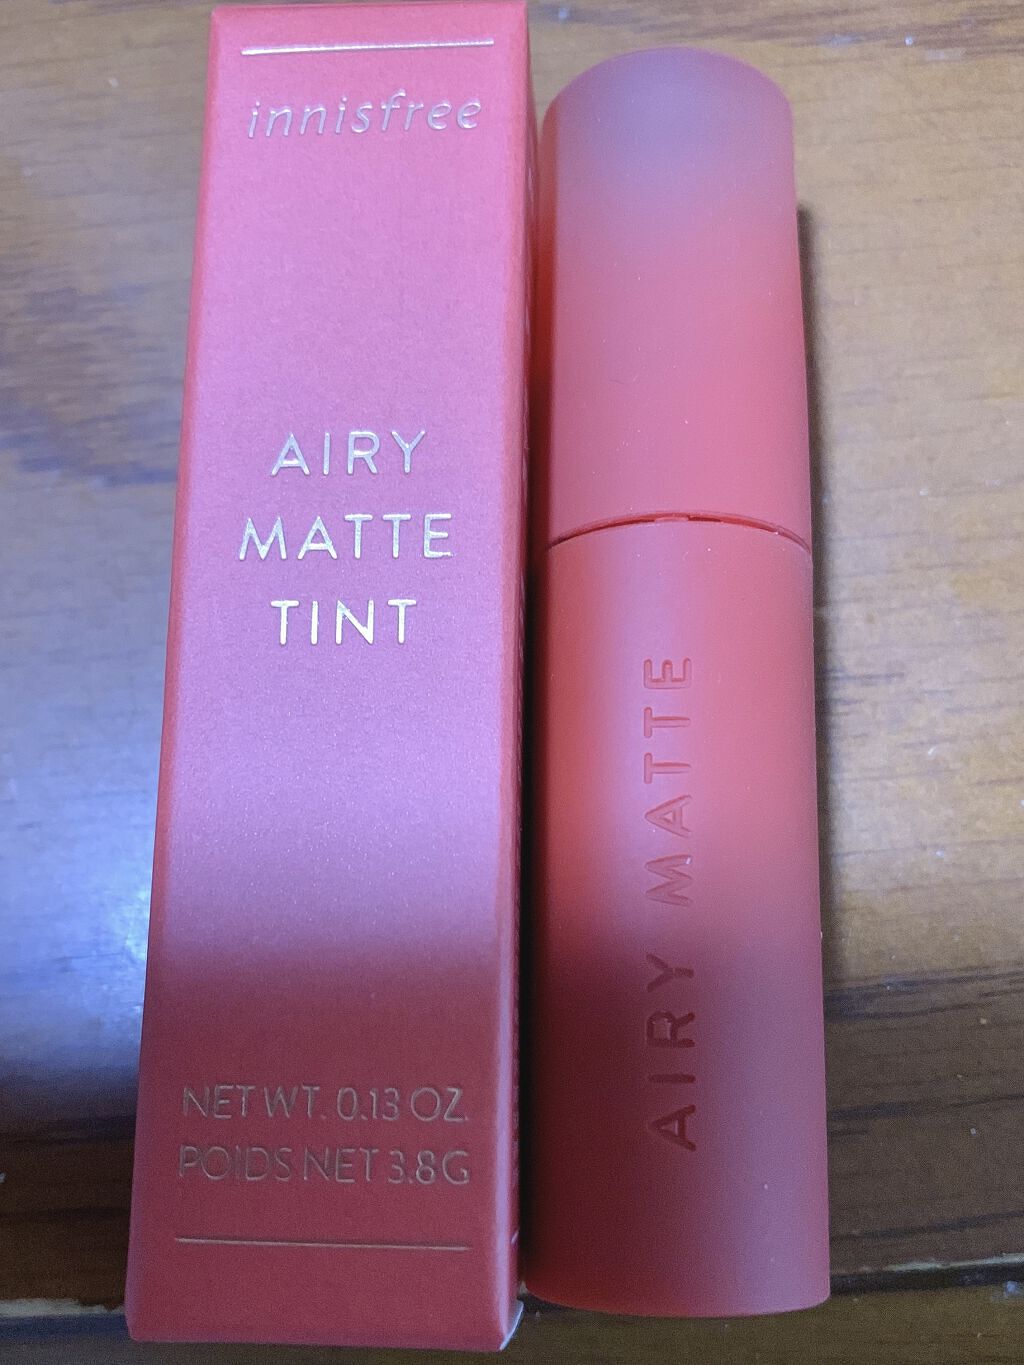 innisfree
AIRY
MATTE
TINT
NET WT. 0.13 OZ.
POIDS NET 3.8G
AIRY MATTE